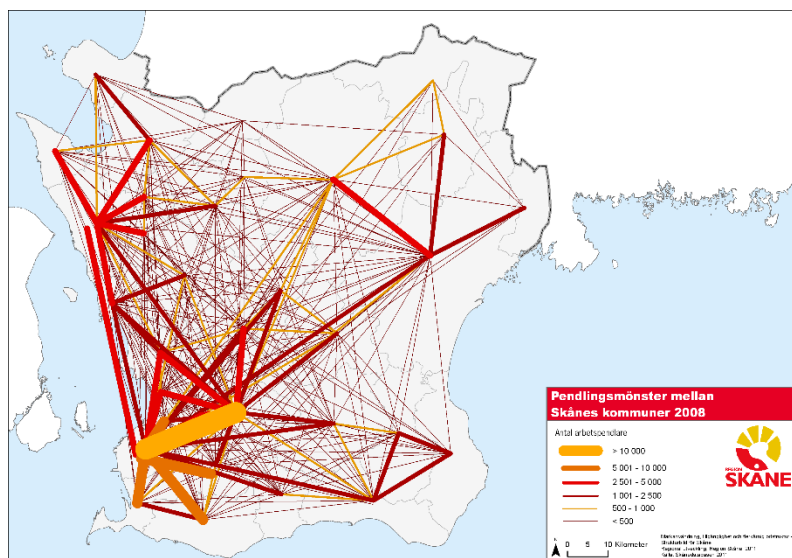 Pendlingsmönster mellan
Skånes kommuner 2008
Antal arbetspendlare
> 10 000
5 001 - 10 000
2 501 - 5 000
1 001 - 2 500
500 - 1 000
< 500
REGION
SKÅNE
N
0 5 10 Kilometer